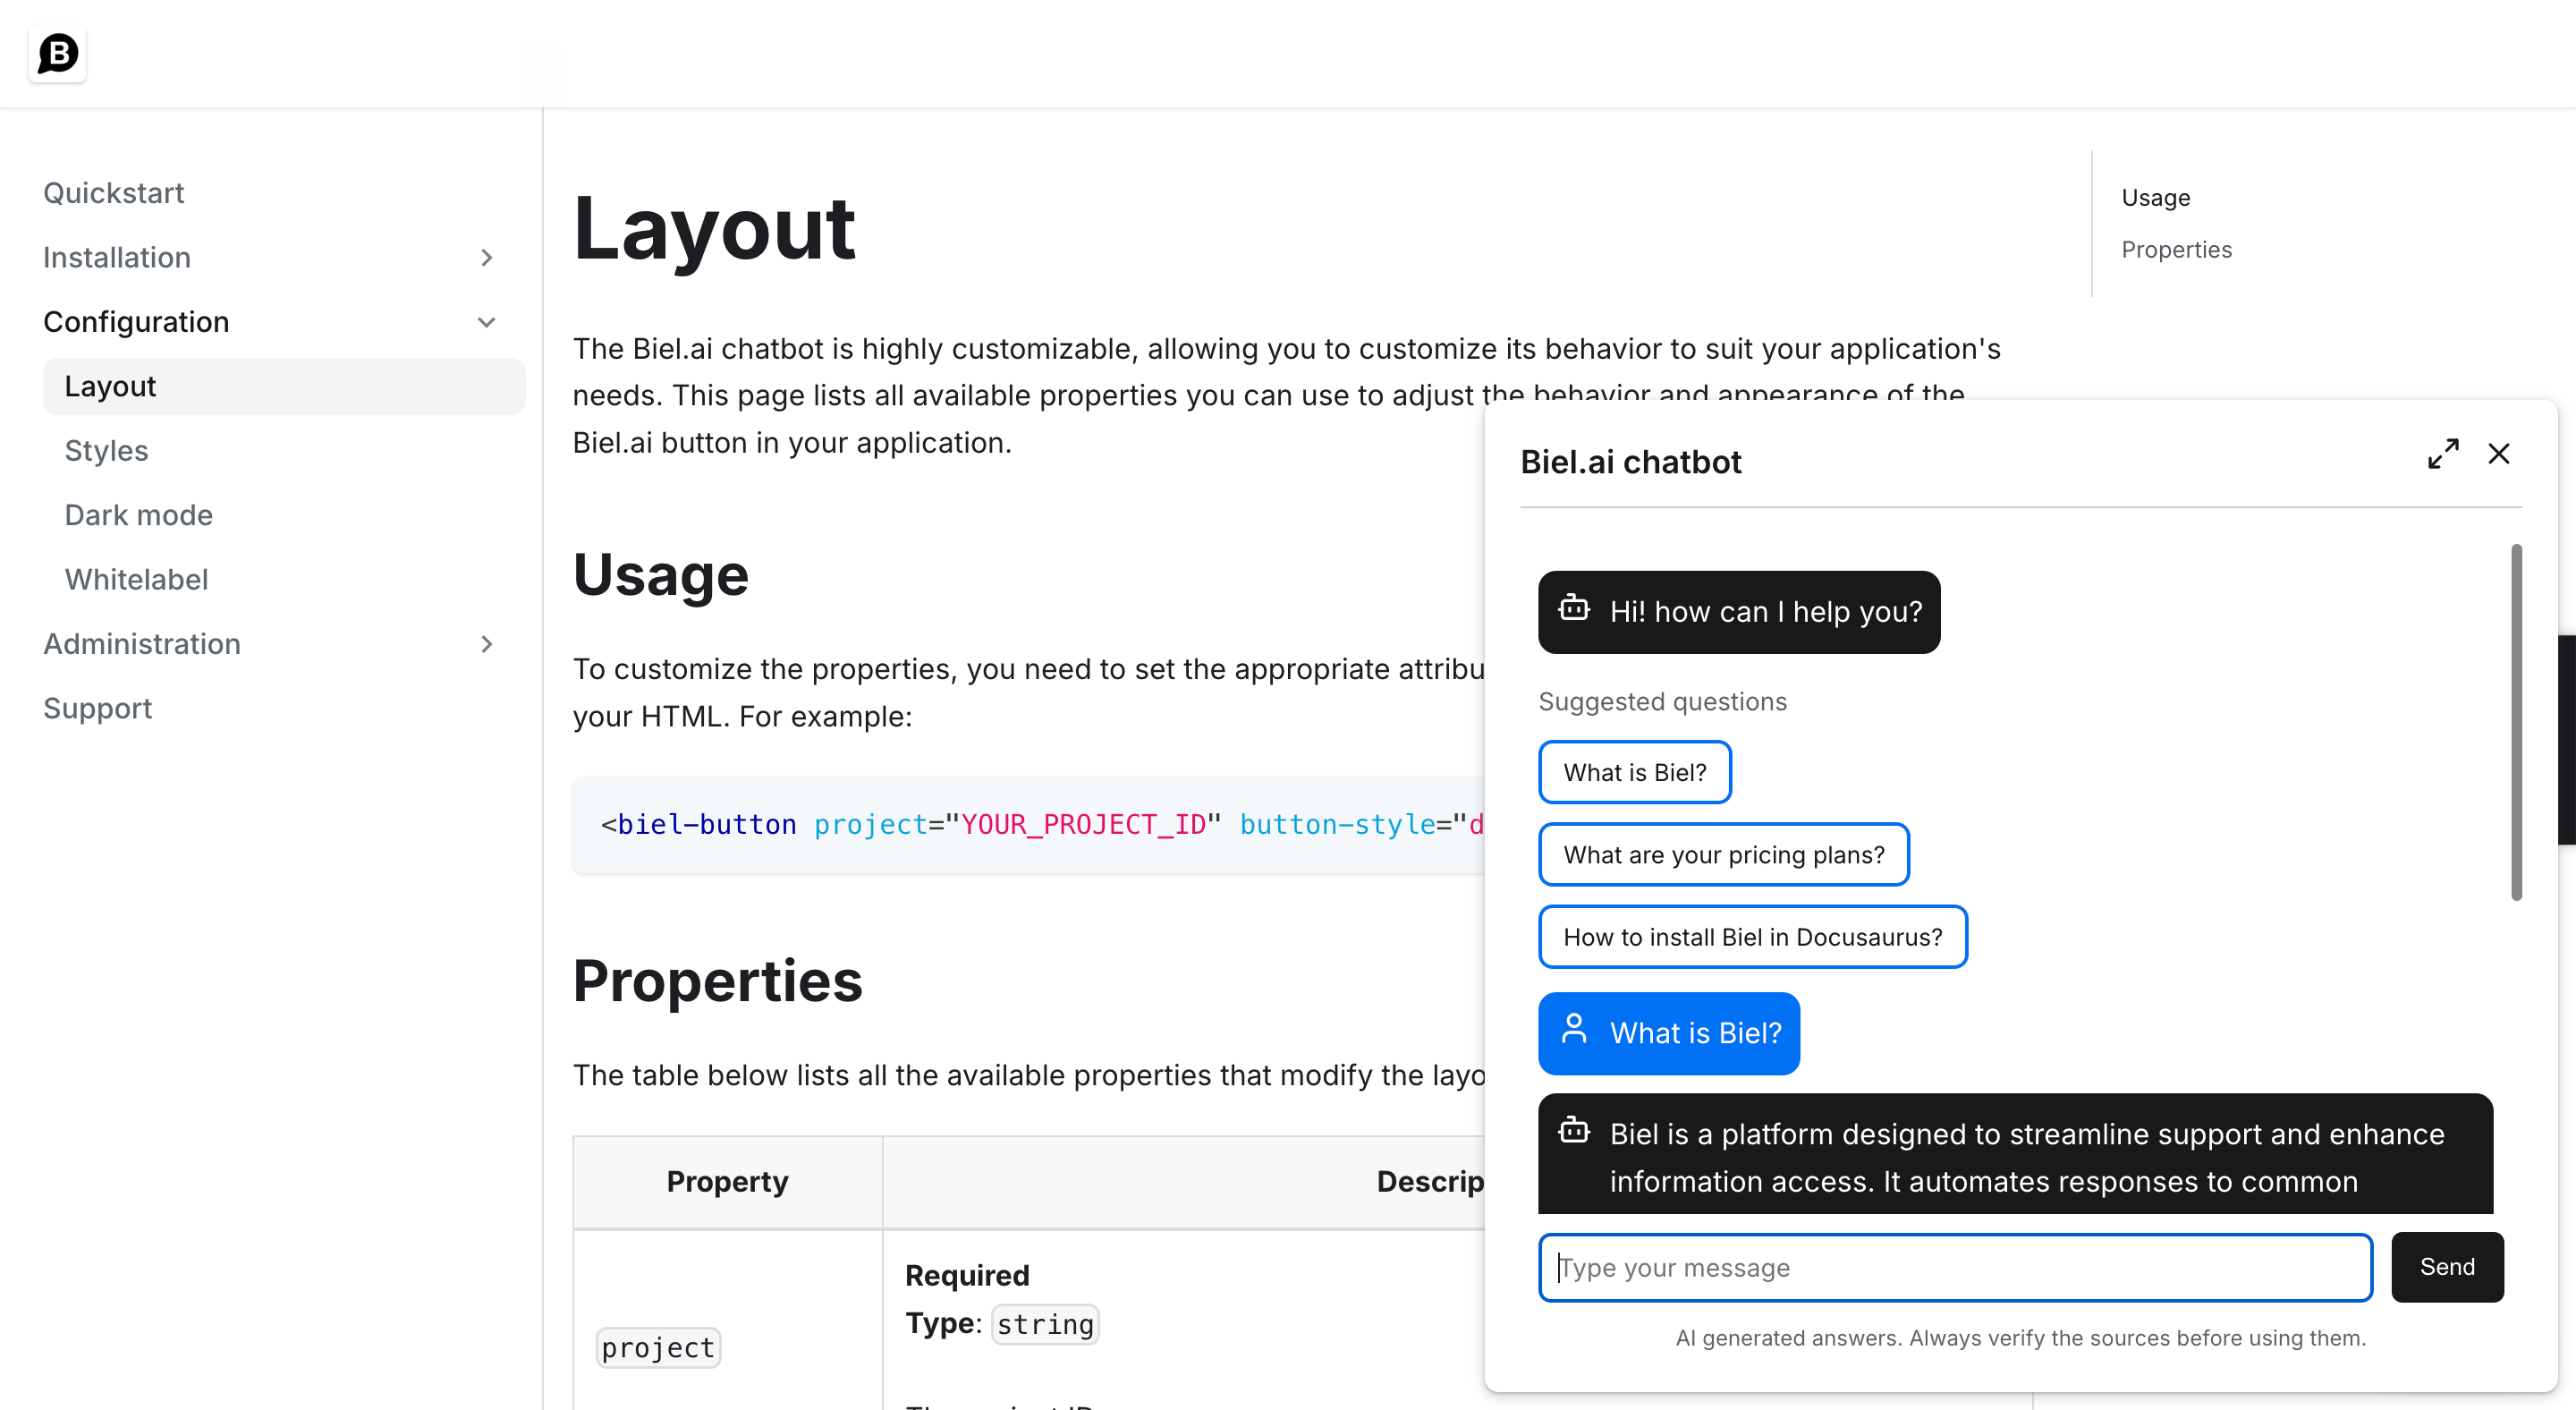 B
Quickstart
Installation
Configuration
Layout
Styles
Dark mode
Whitelabel
Administration
Support
Layout
The Biel.ai chatbot is highly customizable, allowing you to customize its behavior to suit your application's
needs. This page lists all available properties you can use to adjust the behavior and appearance of the
Biel.ai button in your application.
Usage
To customize the properties, you need to set the appropriate attribu
your HTML. For example:
<biel-button project="YOUR_PROJECT_ID" button-style="d
Properties
The table below lists all the available properties that modify the layo
Property
Descrip
project
Required
Type: string
Usage
Properties
Biel.ai chatbot
Hi! how can I help you?
Suggested questions
What is Biel?
What are your pricing plans?
How to install Biel in Docusaurus?
What is Biel?
Biel is a platform designed to streamline support and enhance
information access. It automates responses to common
Type your message
Send
AI generated answers. Always verify the sources before using them.